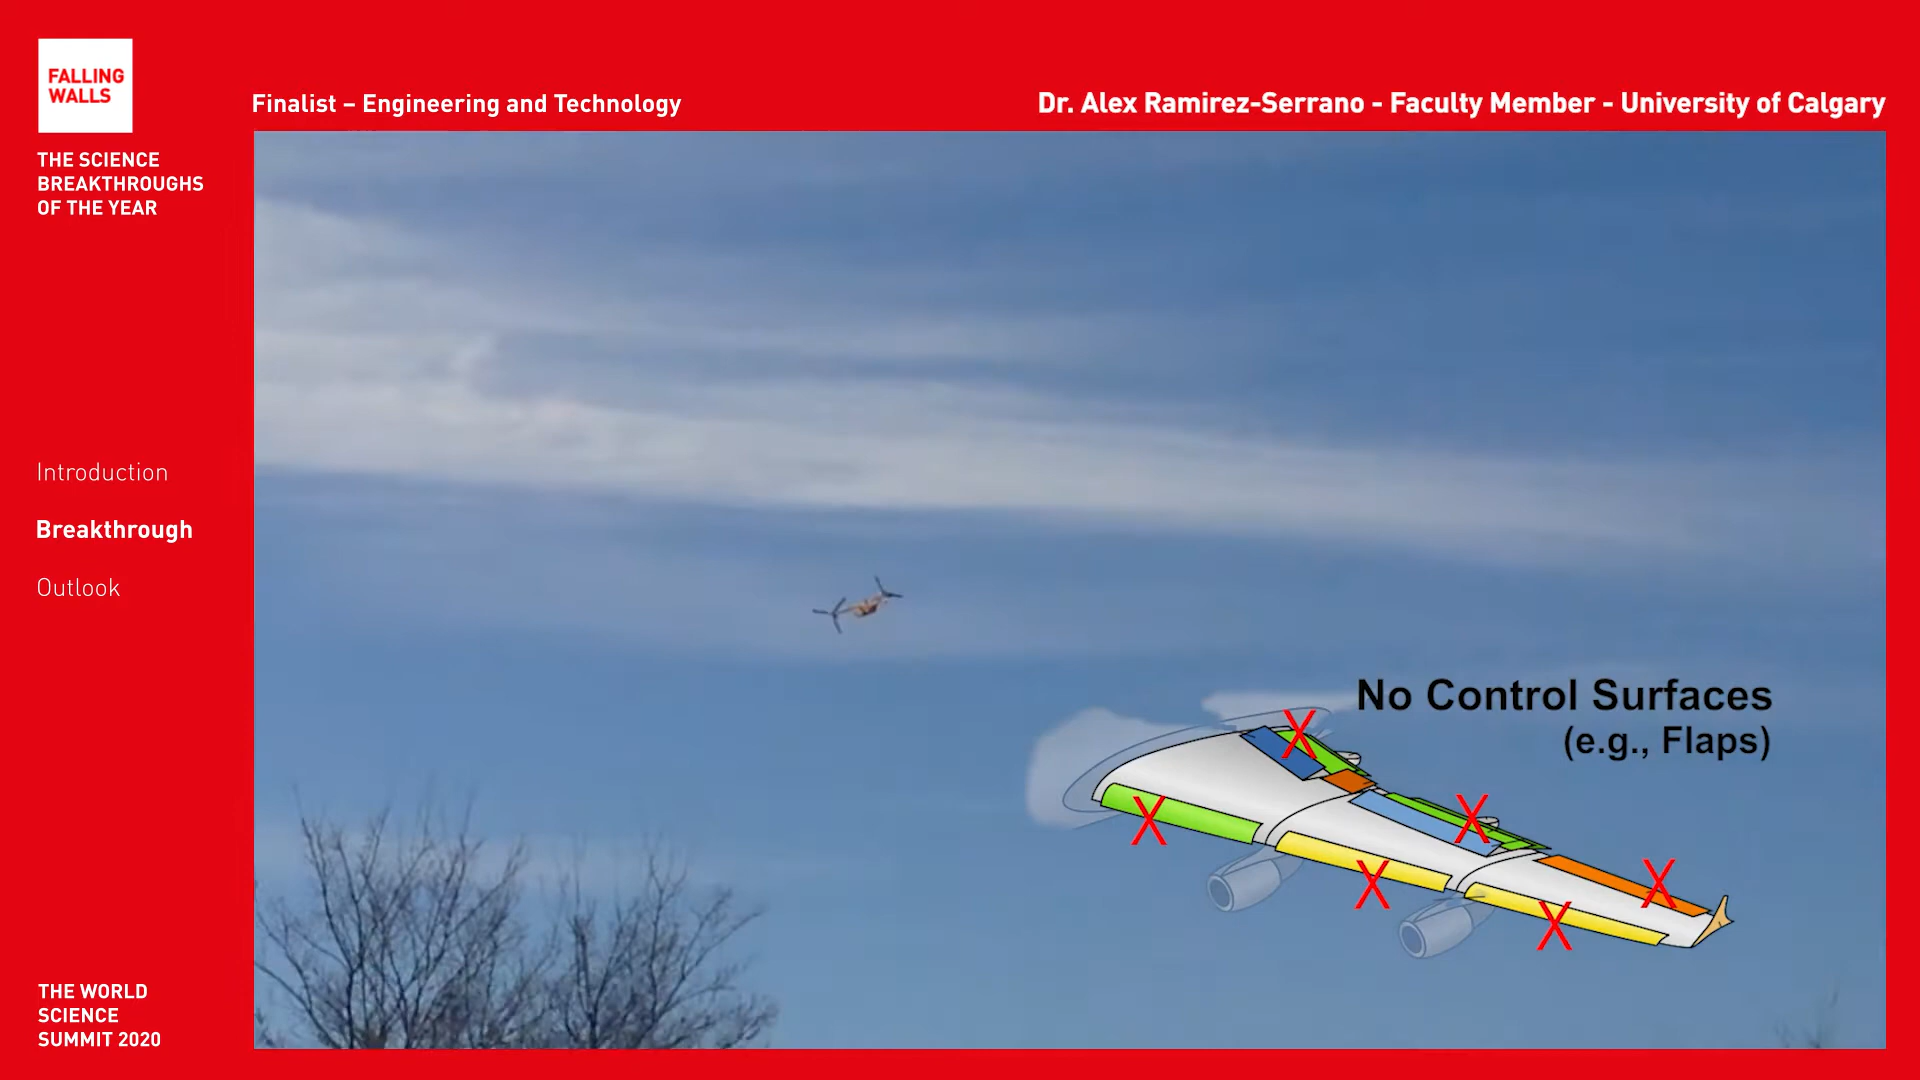 FALLING
WALLS
Finalist – Engineering and Technology
Dr. Alex Ramirez-Serrano - Faculty Member - University of Calgary
THE SCIENCE
BREAKTHROUGHS
OF THE YEAR
Introduction
Breakthrough
Outlook
No Control Surfaces
(e.g., Flaps)
X
X
X
X
X
X
THE WORLD
SCIENCE
SUMMIT 2020